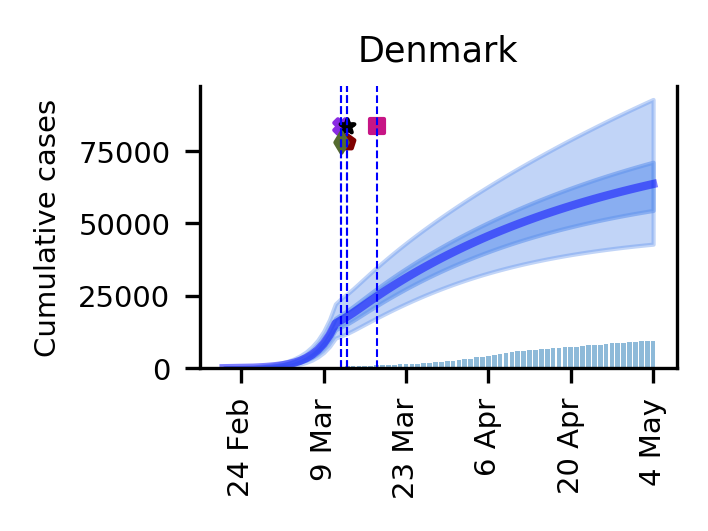 Denmark
Cumulative cases
75000
50000
25000
0
24 Feb
9 Mar
23 Mar
6 Apr
20 Apr
4 May